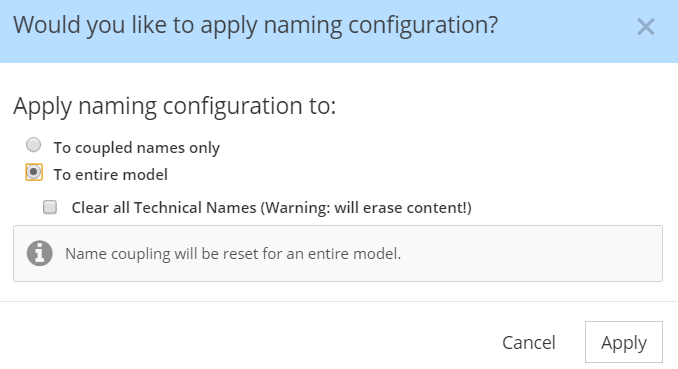 Would you like to apply naming configuration?
Apply naming configuration to:
To coupled names only
To entire model
Clear all Technical Names (Warning: will erase content!)
Name coupling will be reset for an entire model.
Cancel
Apply